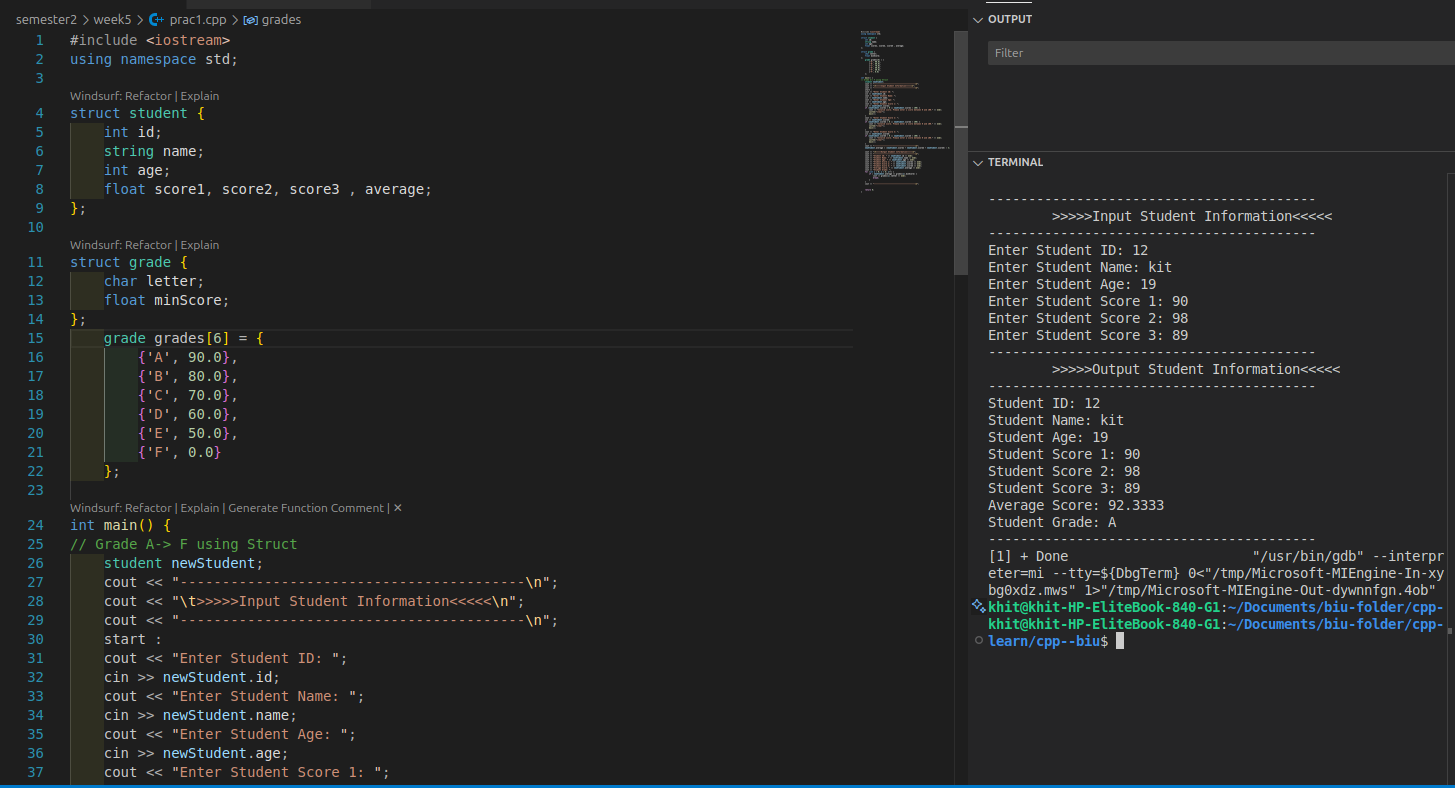 semester2 > week5 > prac1.cpp > grades
1 #include <iostream>
2 using namespace std;
3
Windsurf: Refactor | Explain
4 struct student {
5     int id;
6     string name;
7     int age;
8     float score1, score2, score3 , average;
9 };
10
Windsurf: Refactor | Explain
11 struct grade {
12     char letter;
13     float minScore;
14 };
15     grade grades[6] = {
16         {'A', 90.0},
17         {'B', 80.0},
18         {'C', 70.0},
19         {'D', 60.0},
20         {'E', 50.0},
21         {'F', 0.0}
22     };
23
Windsurf: Refactor | Explain | Generate Function Comment | ×
24 int main() {
25 // Grade A-> F using Struct
26     student newStudent;
27     cout << "-----------------------------------------\n";
28     cout << "\t>>>>>Input Student Information<<<<<\n";
29     cout << "-----------------------------------------\n";
30     start :
31     cout << "Enter Student ID: ";
32     cin >> newStudent.id;
33     cout << "Enter Student Name: ";
34     cin >> newStudent.name;
35     cout << "Enter Student Age: ";
36     cin >> newStudent.age;
37     cout << "Enter Student Score 1: ";
OUTPUT
Filter
TERMINAL
-----------------------------------------
        >>>>>Input Student Information<<<<<
-----------------------------------------
Enter Student ID: 12
Enter Student Name: kit
Enter Student Age: 19
Enter Student Score 1: 90
Enter Student Score 2: 98
Enter Student Score 3: 89
-----------------------------------------
        >>>>>Output Student Information<<<<<
-----------------------------------------
Student ID: 12
Student Name: kit
Student Age: 19
Student Score 1: 90
Student Score 2: 98
Student Score 3: 89
Average Score: 92.3333
Student Grade: A
-----------------------------------------
[1] + Done                       "/usr/bin/gdb" --interpr
eter=mi --tty=${DbgTerm} 0<"/tmp/Microsoft-MIEngine-In-xy
bg0xdz.mws" 1>"/tmp/Microsoft-MIEngine-Out-dywnnfgn.4ob"
khit@khit-HP-EliteBook-840-G1:~/Documents/biu-folder/cpp-
khit@khit-HP-EliteBook-840-G1:~/Documents/biu-folder/cpp-
learn/cpp--biu$